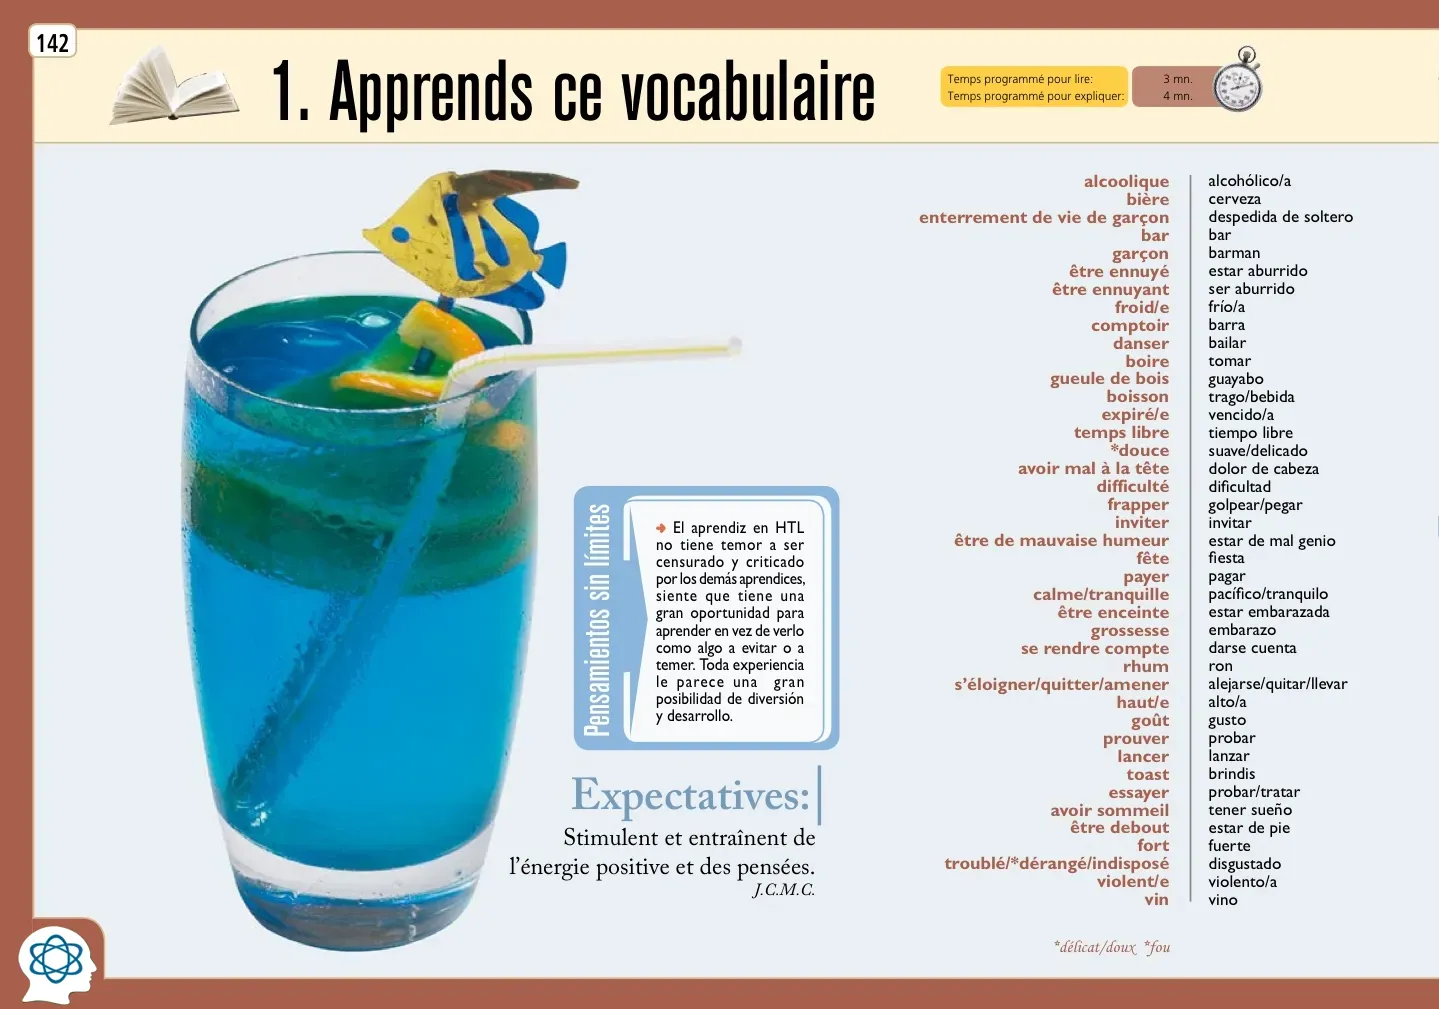 142
1. Apprends ce vocabulaire
Temps programmé pour lire: 3 mn.
Temps programmé pour expliquer: 4 mn.
alcoolique alcohólico/a
bière cerveza
enterrement de vie de garçon despedida de soltero
bar bar
garçon barman
être ennuyé estar aburrido
être ennuyant ser aburrido
froid/e frío/a
comptoir barra
danser bailar
boire tomar
gueule de bois guayabo
boisson trago/bebida
expiré/e vencido/a
temps libre tiempo libre
*douce suave/delicado
avoir mal à la tête dolor de cabeza
difficulté dificultad
frapper golpear/pegar
inviter invitar
être de mauvaise humeur estar de mal genio
fête fiesta
payer pagar
calme/tranquille pacífico/tranquilo
être enceinte estar embarazada
grossesse embarazo
se rendre compte darse cuenta
rhum ron
s'éloigner/quitter/amener alejarse/quitar/llevar
haut/e alto/a
goût gusto
prouver probar
lancer lanzar
toast brindis
essayer probar/tratar
avoir sommeil tener sueño
être debout estar de pie
fort fuerte
troublé/*dérangé/indisposé disgustado
violent/e violento/a
vin vino
*délicat/doux *fou
Pensamientos sin límites
➜ El aprendiz en HTL
no tiene temor a ser
censurado y criticado
por los demás aprendices,
siente que tiene una
gran oportunidad para
aprender en vez de verlo
como algo a evitar o a
temer. Toda experiencia
le parece una gran
posibilidad de diversión
y desarrollo.
Expectatives:
Stimulent et entraînent de
l'énergie positive et des pensées.
J.C.M.C.